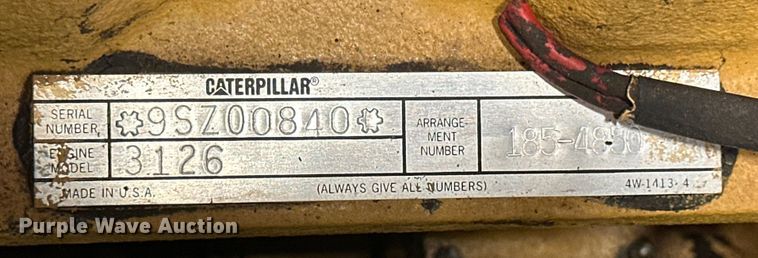 CATERPILLAR®
SERIAL NUMBER
9SZ00840
ARRANGE-
MENT
NUMBER
ENGINE MODEL
3126
MADE IN U.S.A.
(ALWAYS GIVE ALL NUMBERS)
4W-1413-4
Purple Wave Auction